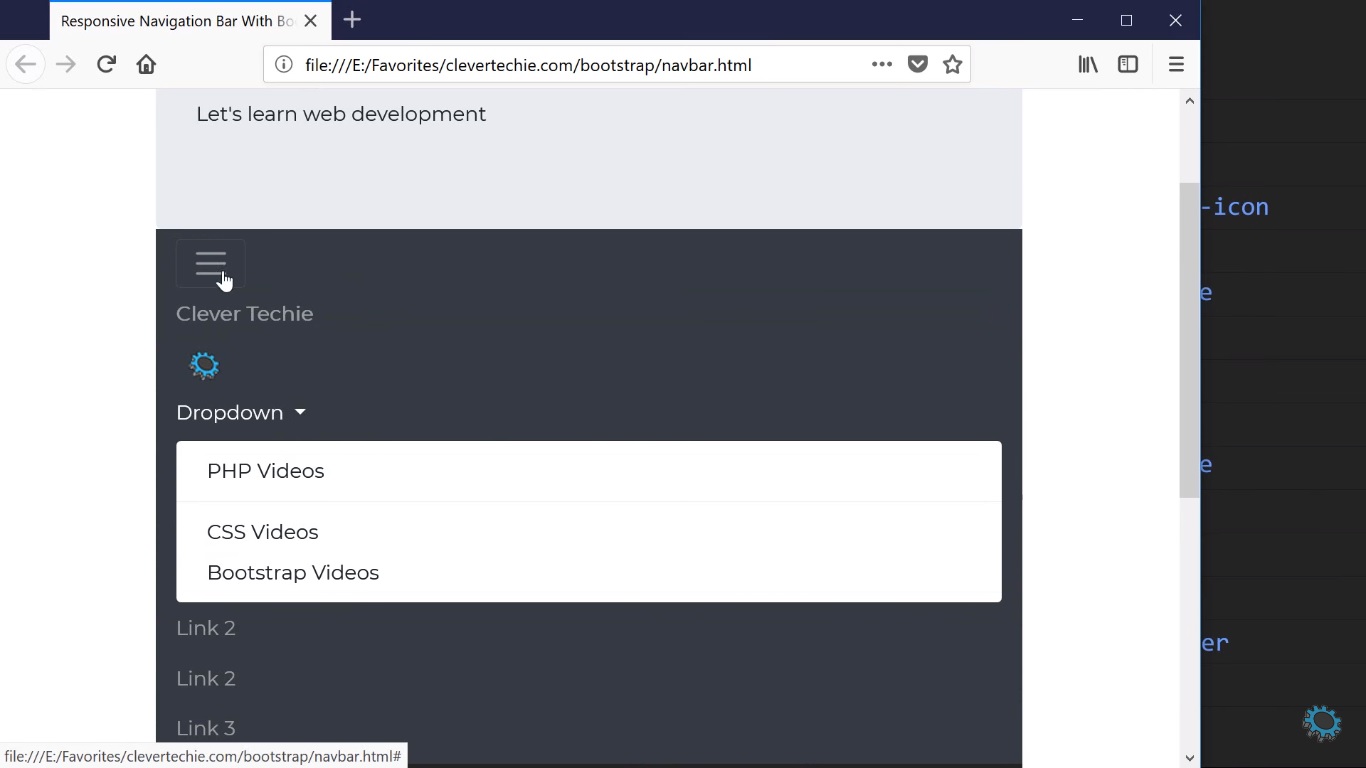 Responsive Navigation Bar With Bo
file:///E:/Favorites/clevertechie.com/bootstrap/navbar.html
Let's learn web development
-icon
e
Clever Techie
Dropdown
PHP Videos
e
CSS Videos
Bootstrap Videos
Link 2
er
Link 2
Link 3
file:///E:/Favorites/clevertechie.com/bootstrap/navbar.html#